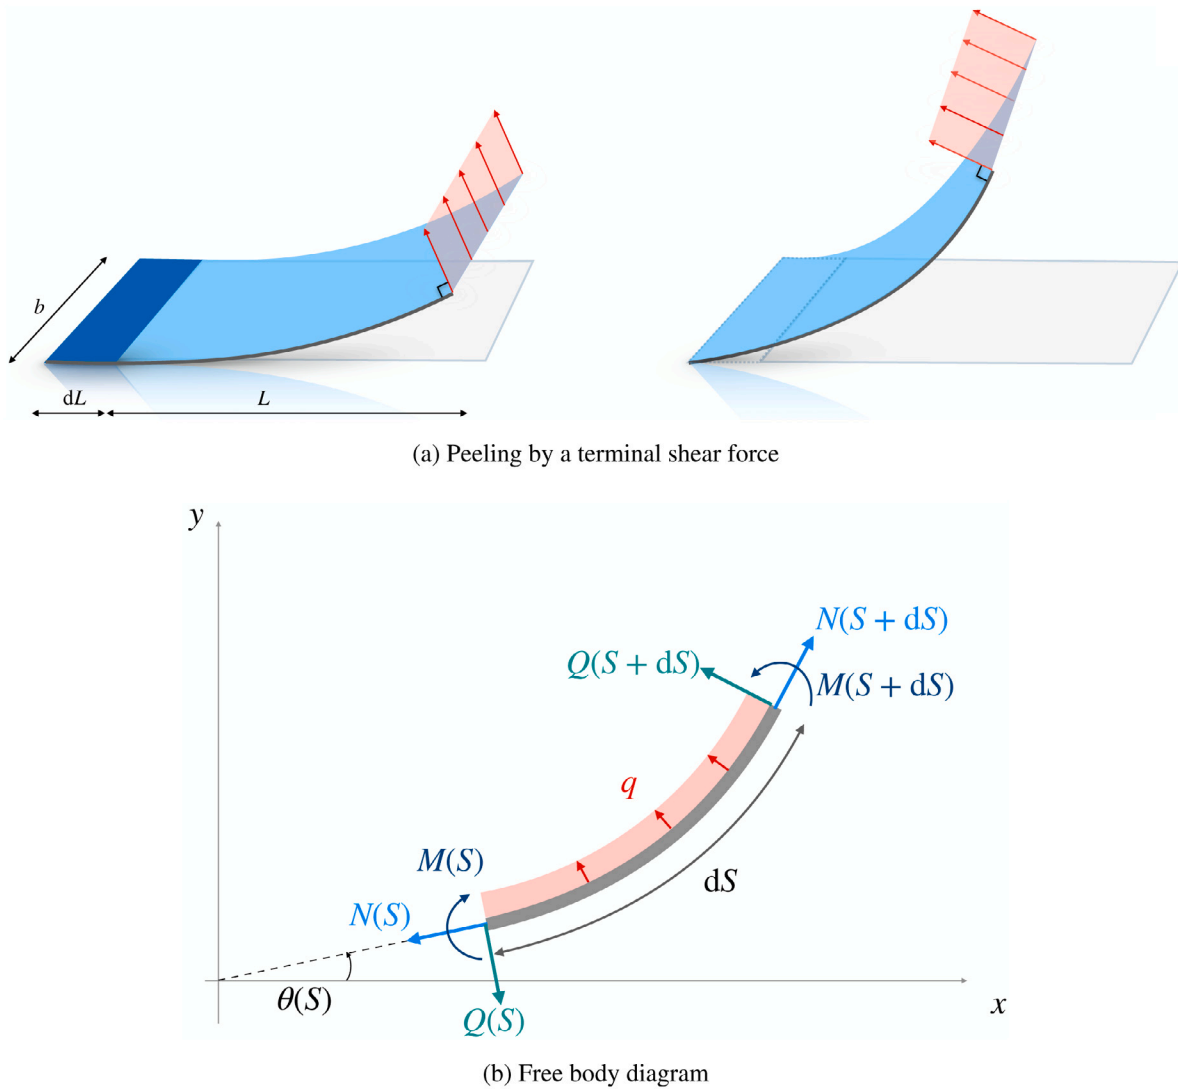 b
dL
L
(a) Peeling by a terminal shear force
y
N(S + dS)
Q(S + dS)
M(S + dS)
q
M(S)
dS
N(S)
θ(S)
x
Q(S)
(b) Free body diagram